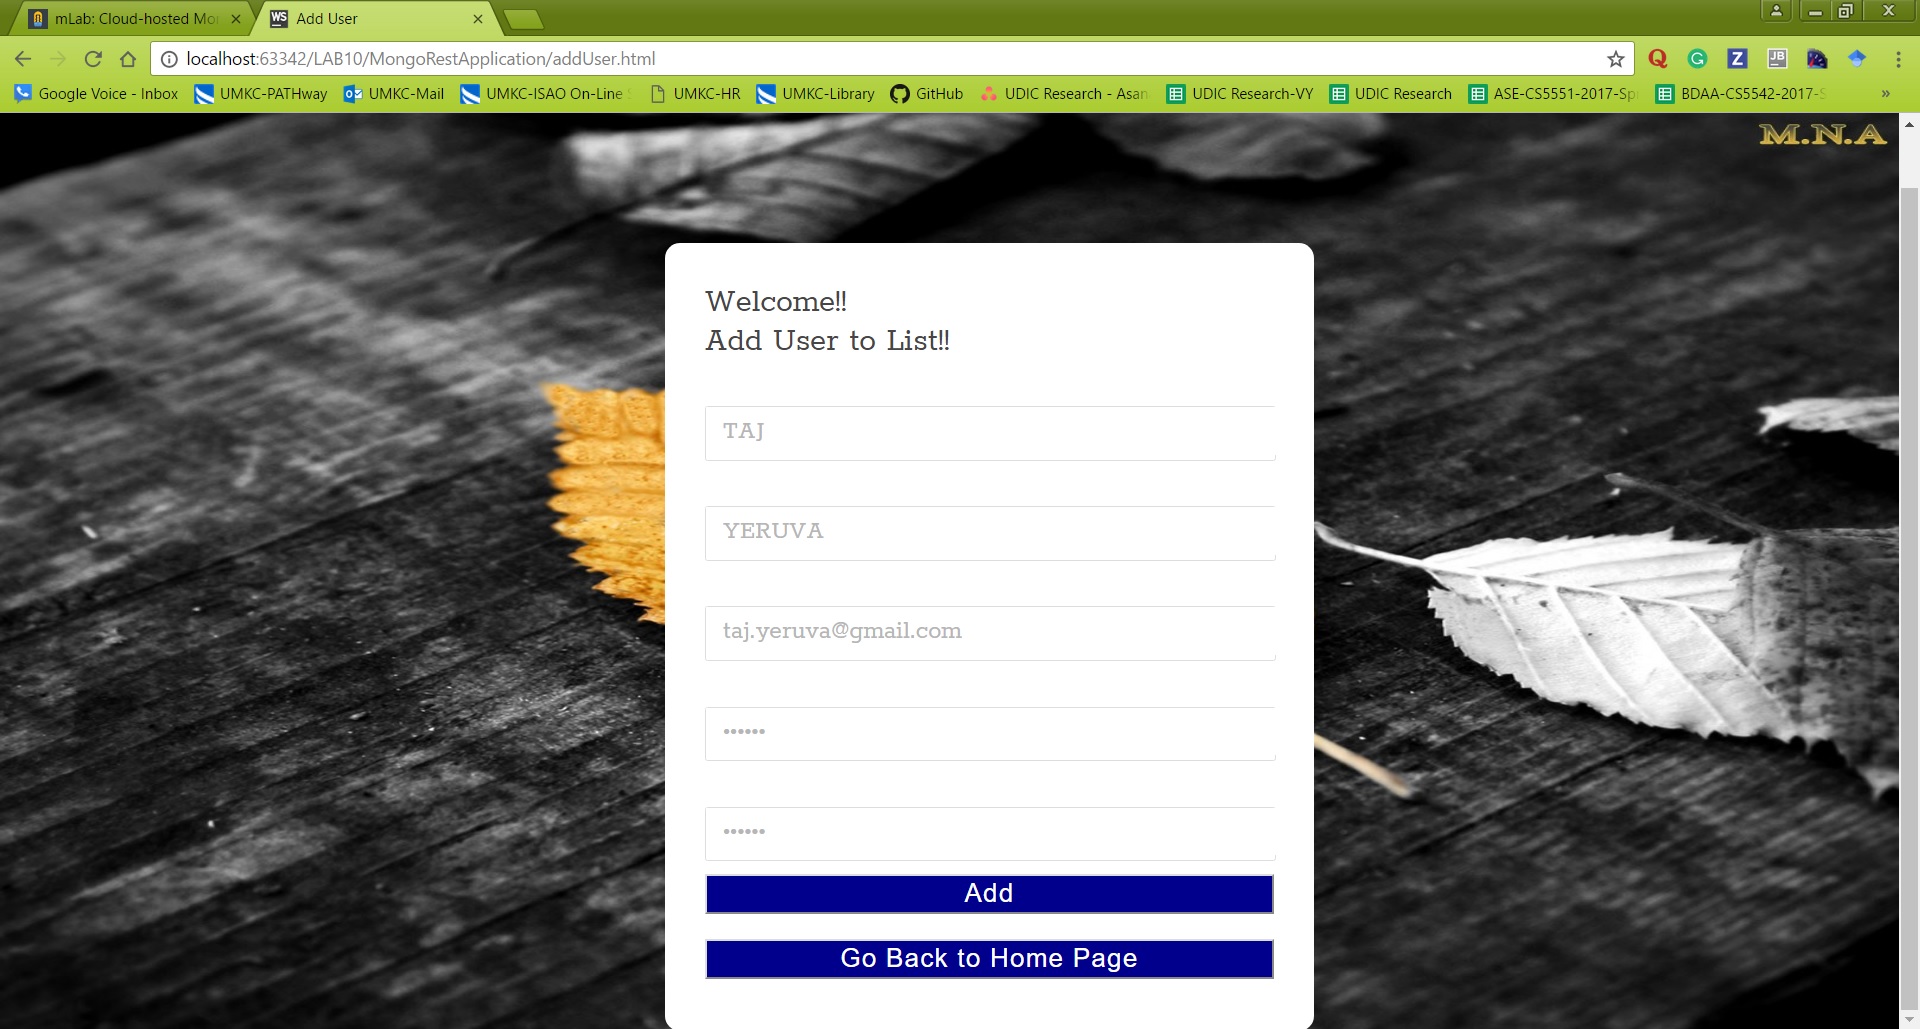 mLab: Cloud-hosted Mo
WS Add User
localhost:63342/LAB10/MongoRestApplication/addUser.html
Q G Z JB
Google Voice - Inbox UMKC-PATHway UMKC-Mail UMKC-ISAO On-Line UMKC-HR UMKC-Library GitHub UDIC Research - Asan UDIC Research-VY UDIC Research ASE-CS5551-2017-Sp BDAA-CS5542-2017-S »
M.N.A
Welcome!!
Add User to List!!
TAJ
YERUVA
taj.yeruva@gmail.com
••••••
••••••
Add
Go Back to Home Page